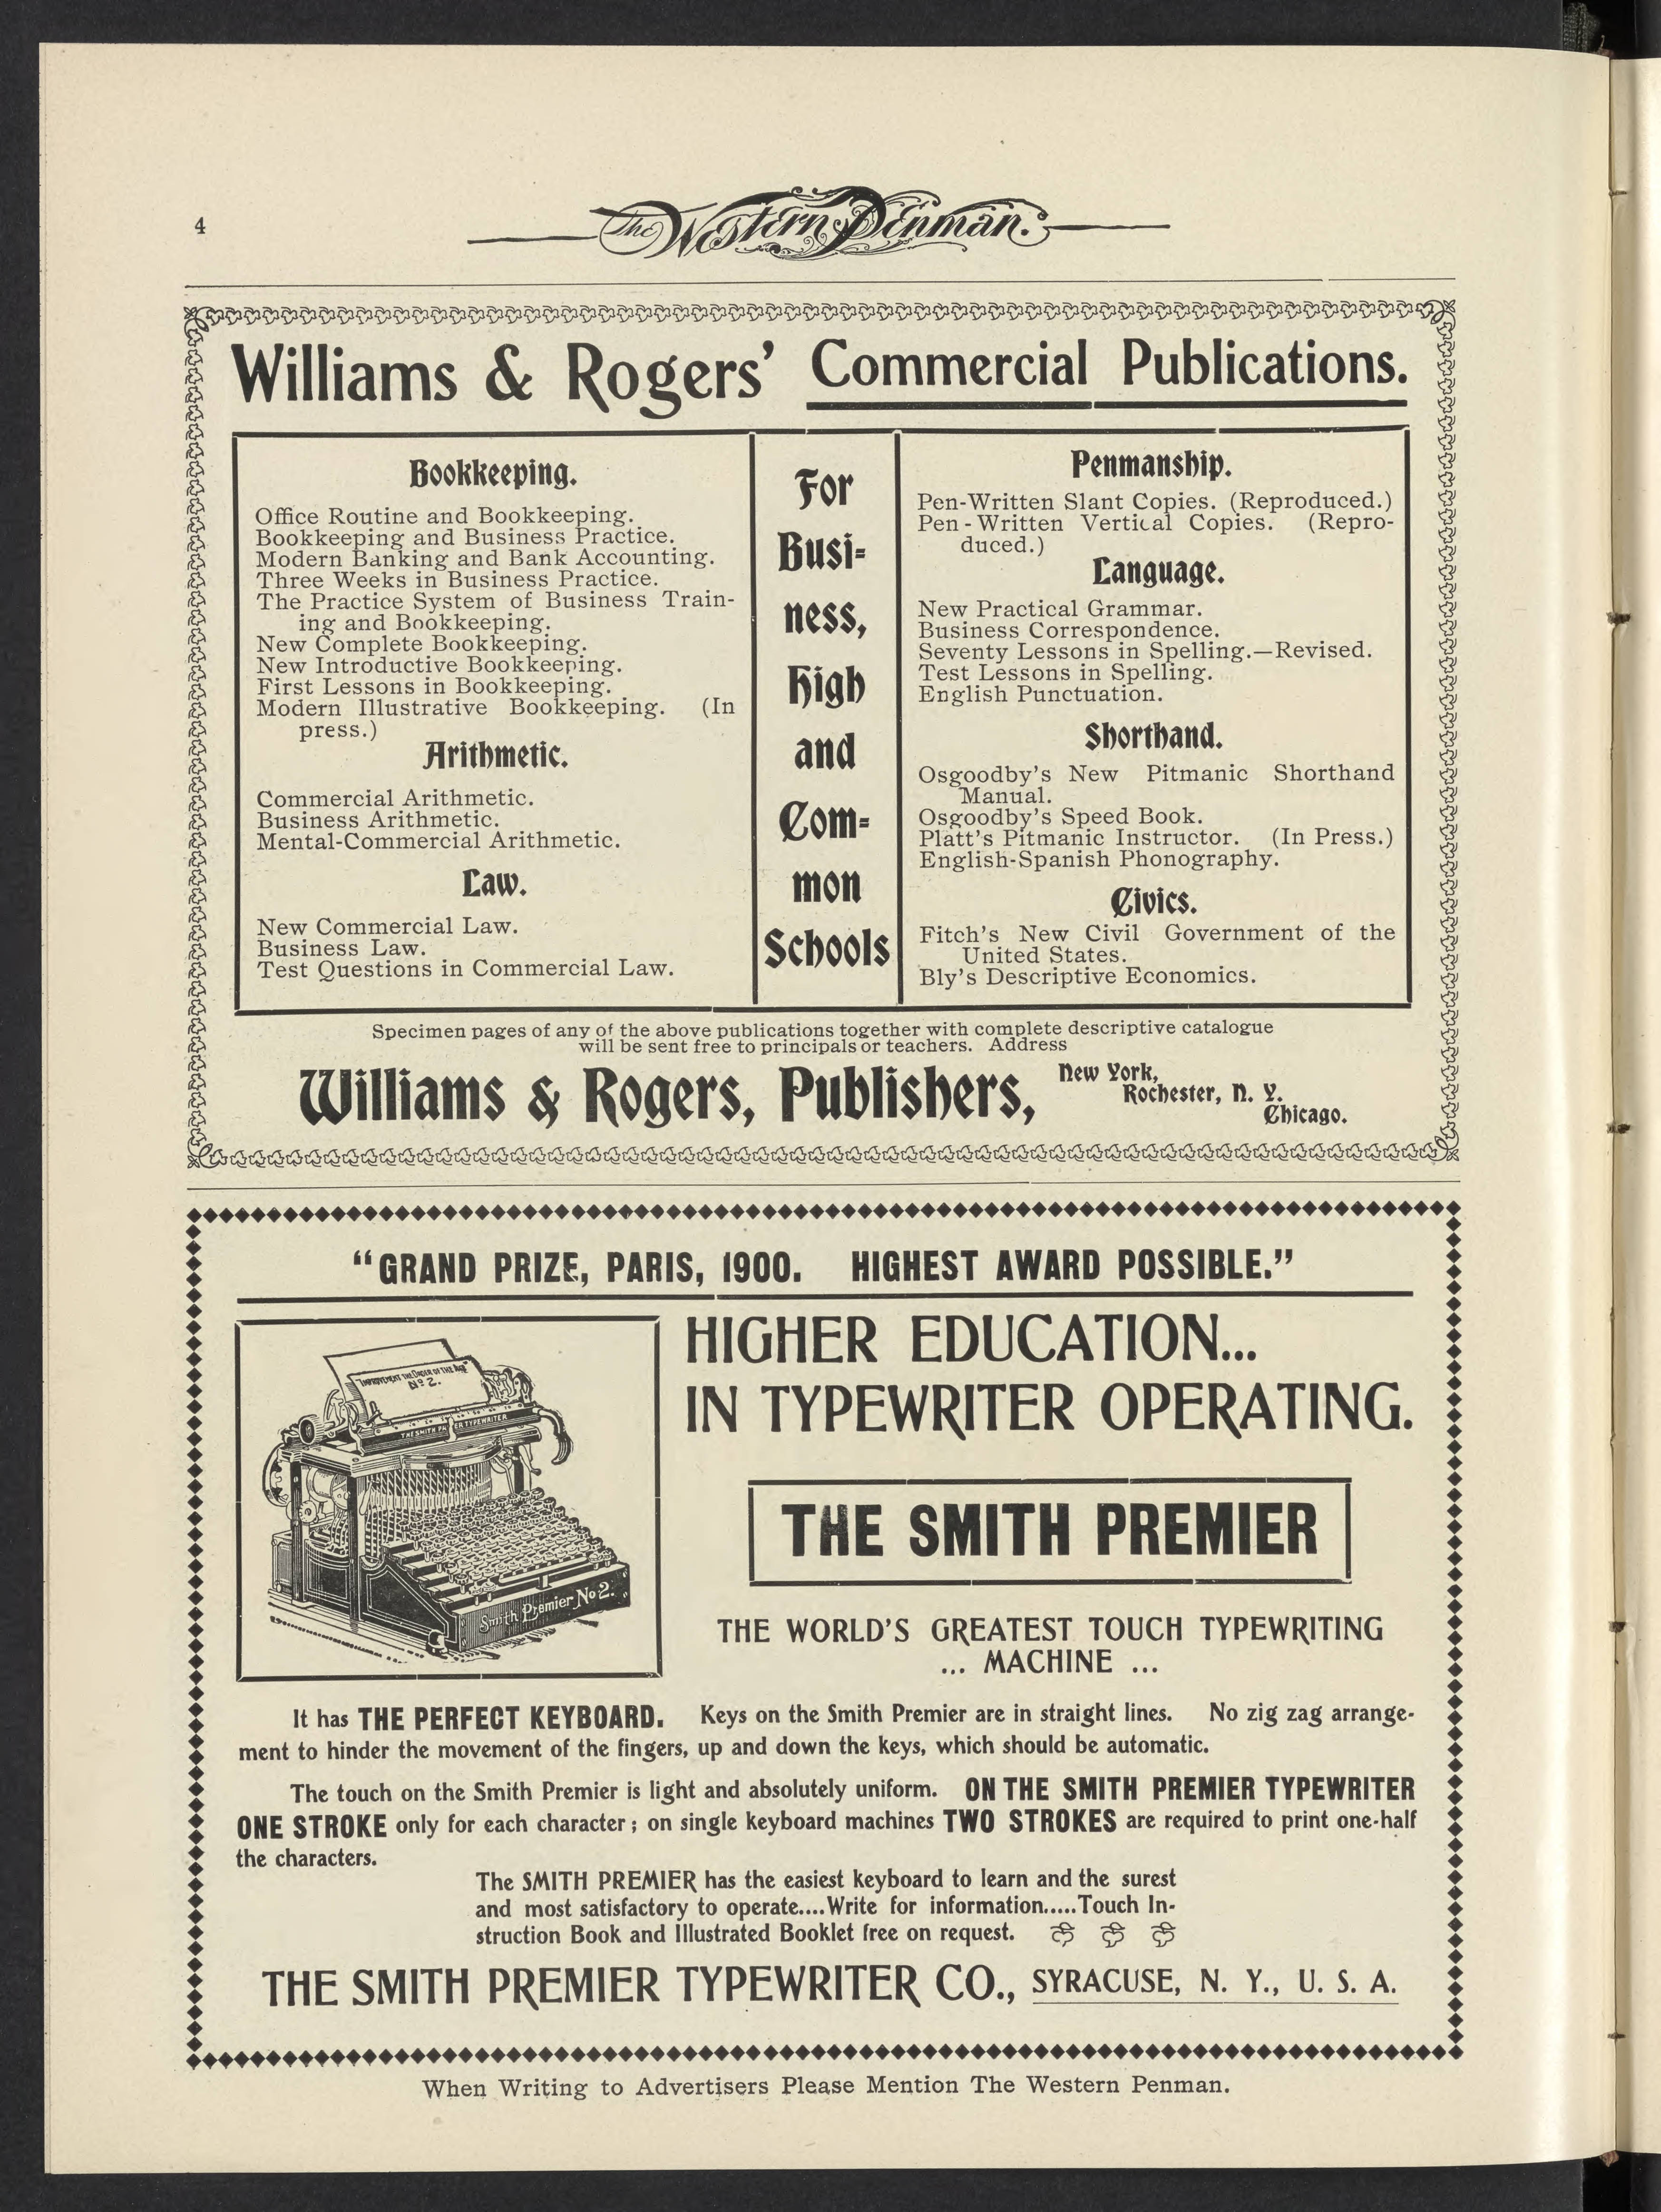 4
The Western Penman.
Williams & Rogers' Commercial Publications.
Bookkeeping.
Office Routine and Bookkeeping.
Bookkeeping and Business Practice.
Modern Banking and Bank Accounting.
Three Weeks in Business Practice.
The Practice System of Business Train-
ing and Bookkeeping.
New Complete Bookkeeping.
New Introductive Bookkeeping.
First Lessons in Bookkeeping.
Modern Illustrative Bookkeeping. (In
press.)
Arithmetic.
Commercial Arithmetic.
Business Arithmetic.
Mental-Commercial Arithmetic.
Law.
New Commercial Law.
Business Law.
Test Questions in Commercial Law.
For
Busi-
ness,
High
and
Com-
mon
Schools
Penmanship.
Pen-Written Slant Copies. (Reproduced.)
Pen-Written Vertical Copies. (Repro-
duced.)
Language.
New Practical Grammar.
Business Correspondence.
Seventy Lessons in Spelling.—Revised.
Test Lessons in Spelling.
English Punctuation.
Shorthand.
Osgoodby's New Pitmanic Shorthand
Manual.
Osgoodby's Speed Book.
Platt's Pitmanic Instructor. (In Press.)
English-Spanish Phonography.
Civics.
Fitch's New Civil Government of the
United States.
Bly's Descriptive Economics.
Specimen pages of any of the above publications together with complete descriptive catalogue
will be sent free to principals or teachers. Address
Williams & Rogers, Publishers,
New York,
Rochester, N. Y.
Chicago.
"GRAND PRIZE, PARIS, 1900. HIGHEST AWARD POSSIBLE."
"IMPROVEMENT THE ORDER OF THE AGE"
No 2.
THE SMITH PREMIER TYPEWRITER
Smith Premier No 2.
HIGHER EDUCATION...
IN TYPEWRITER OPERATING.
THE SMITH PREMIER
THE WORLD'S GREATEST TOUCH TYPEWRITING
... MACHINE ...
It has THE PERFECT KEYBOARD. Keys on the Smith Premier are in straight lines. No zig zag arrange-
ment to hinder the movement of the fingers, up and down the keys, which should be automatic.
The touch on the Smith Premier is light and absolutely uniform. ON THE SMITH PREMIER TYPEWRITER
ONE STROKE only for each character; on single keyboard machines TWO STROKES are required to print one-half
the characters.
The SMITH PREMIER has the easiest keyboard to learn and the surest
and most satisfactory to operate....Write for information.....Touch In-
struction Book and Illustrated Booklet free on request.
THE SMITH PREMIER TYPEWRITER CO., SYRACUSE, N. Y., U. S. A.
When Writing to Advertisers Please Mention The Western Penman.